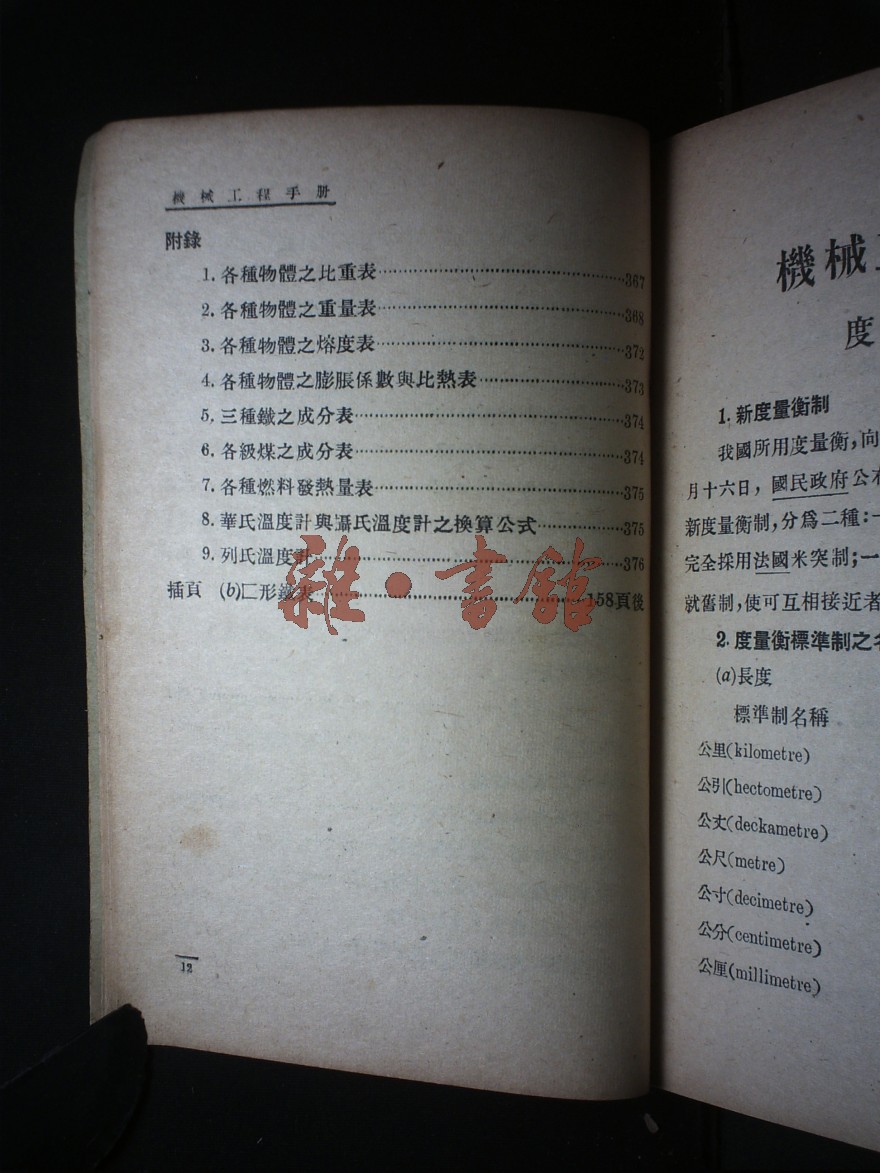 機械工程手册
附錄
1. 各種物體之比重表……367
2. 各種物體之重量表……368
3. 各種物體之熔度表……372
4. 各種物體之膨脹係數與比熱表……373
5. 三種鐵之成分表……374
6. 各級煤之成分表……374
7. 各種燃料發熱量表……375
8. 華氏溫度計與攝氏溫度計之換算公式……375
9. 列氏溫度計……376
插頁 (b)匚形鐵表……158頁後
雜·書館
12
機械
度
1. 新度量衡制
我國所用度量衡,向
月十六日,國民政府公布
新度量衡制,分爲二種:一
完全採用法國米突制;一
就舊制,使可互相接近者
2. 度量衡標準制之名
(a)長度
標準制名稱
公里(kilometre)
公引(hectometre)
公丈(deckametre)
公尺(metre)
公寸(decimetre)
公分(centimetre)
公厘(millimetre)